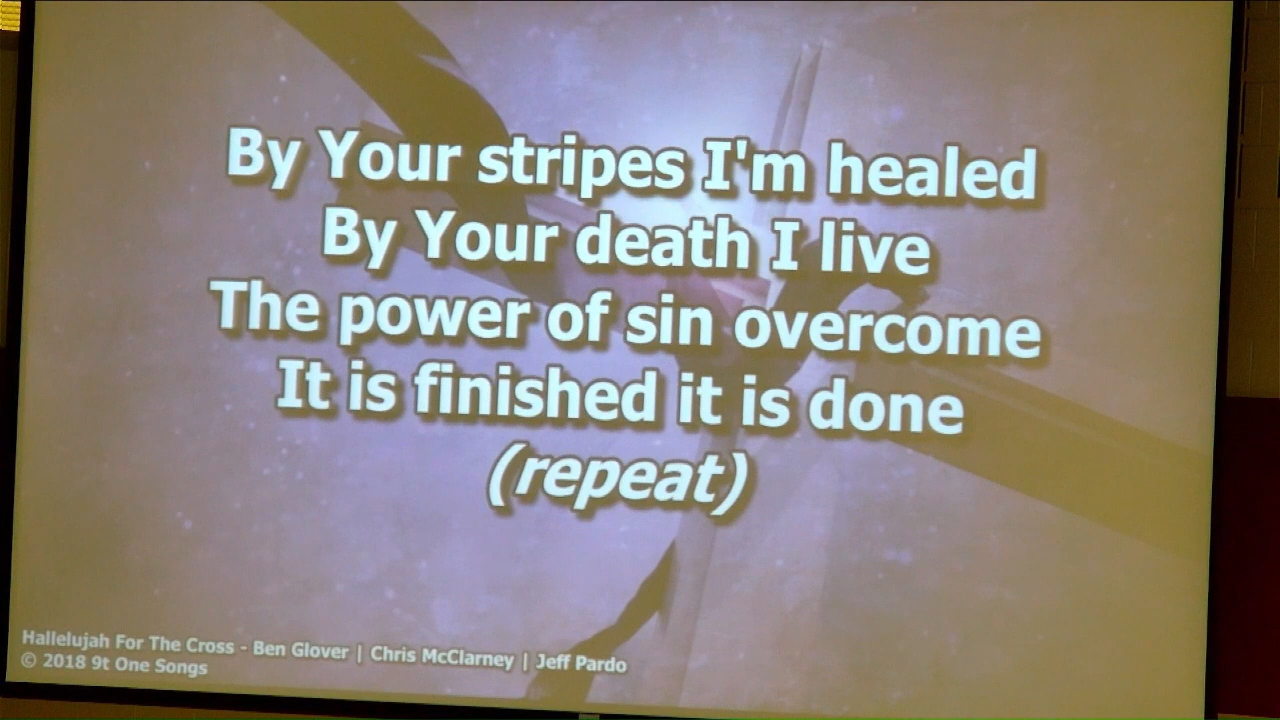 By Your stripes I'm healed
By Your death I live
The power of sin overcome
It is finished it is done
(repeat)
Hallelujah For The Cross - Ben Glover | Chris McClarney | Jeff Pardo
© 2018 9t One Songs